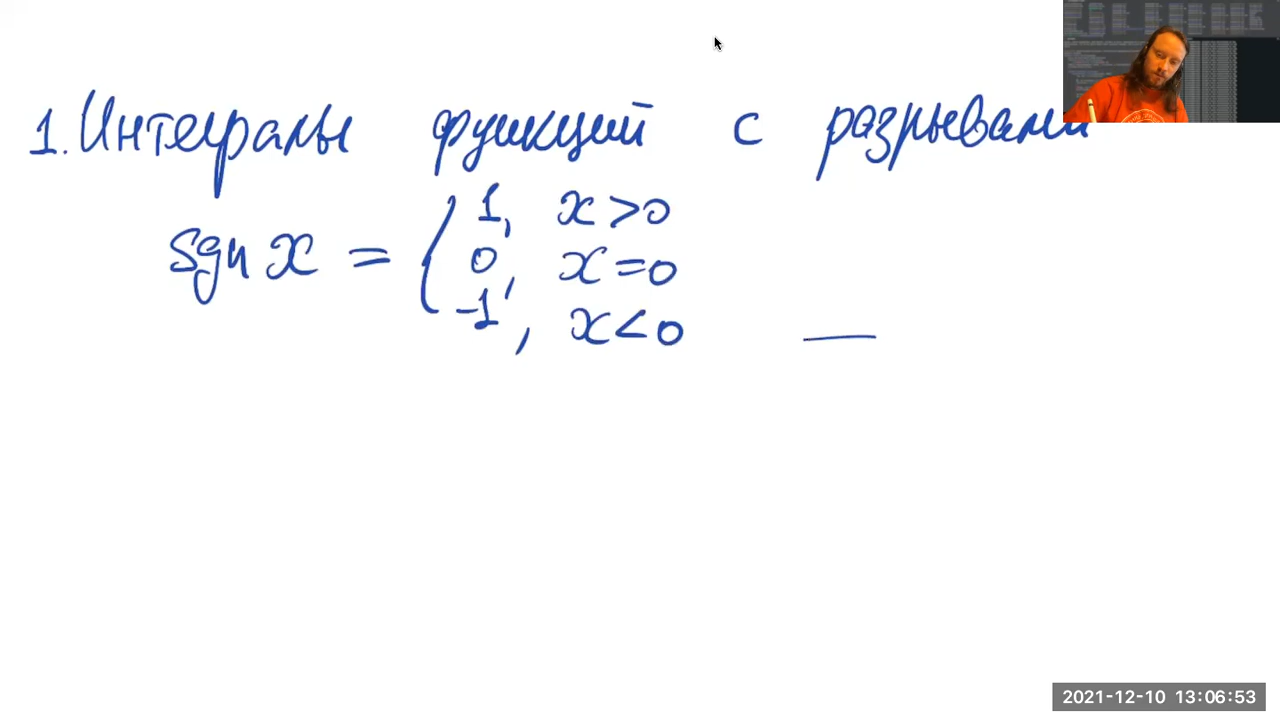 1. Интегралы функций с разрывами
sgn x = { 1, x > 0
0, x = 0
-1, x < 0
2021-12-10 13:06:53